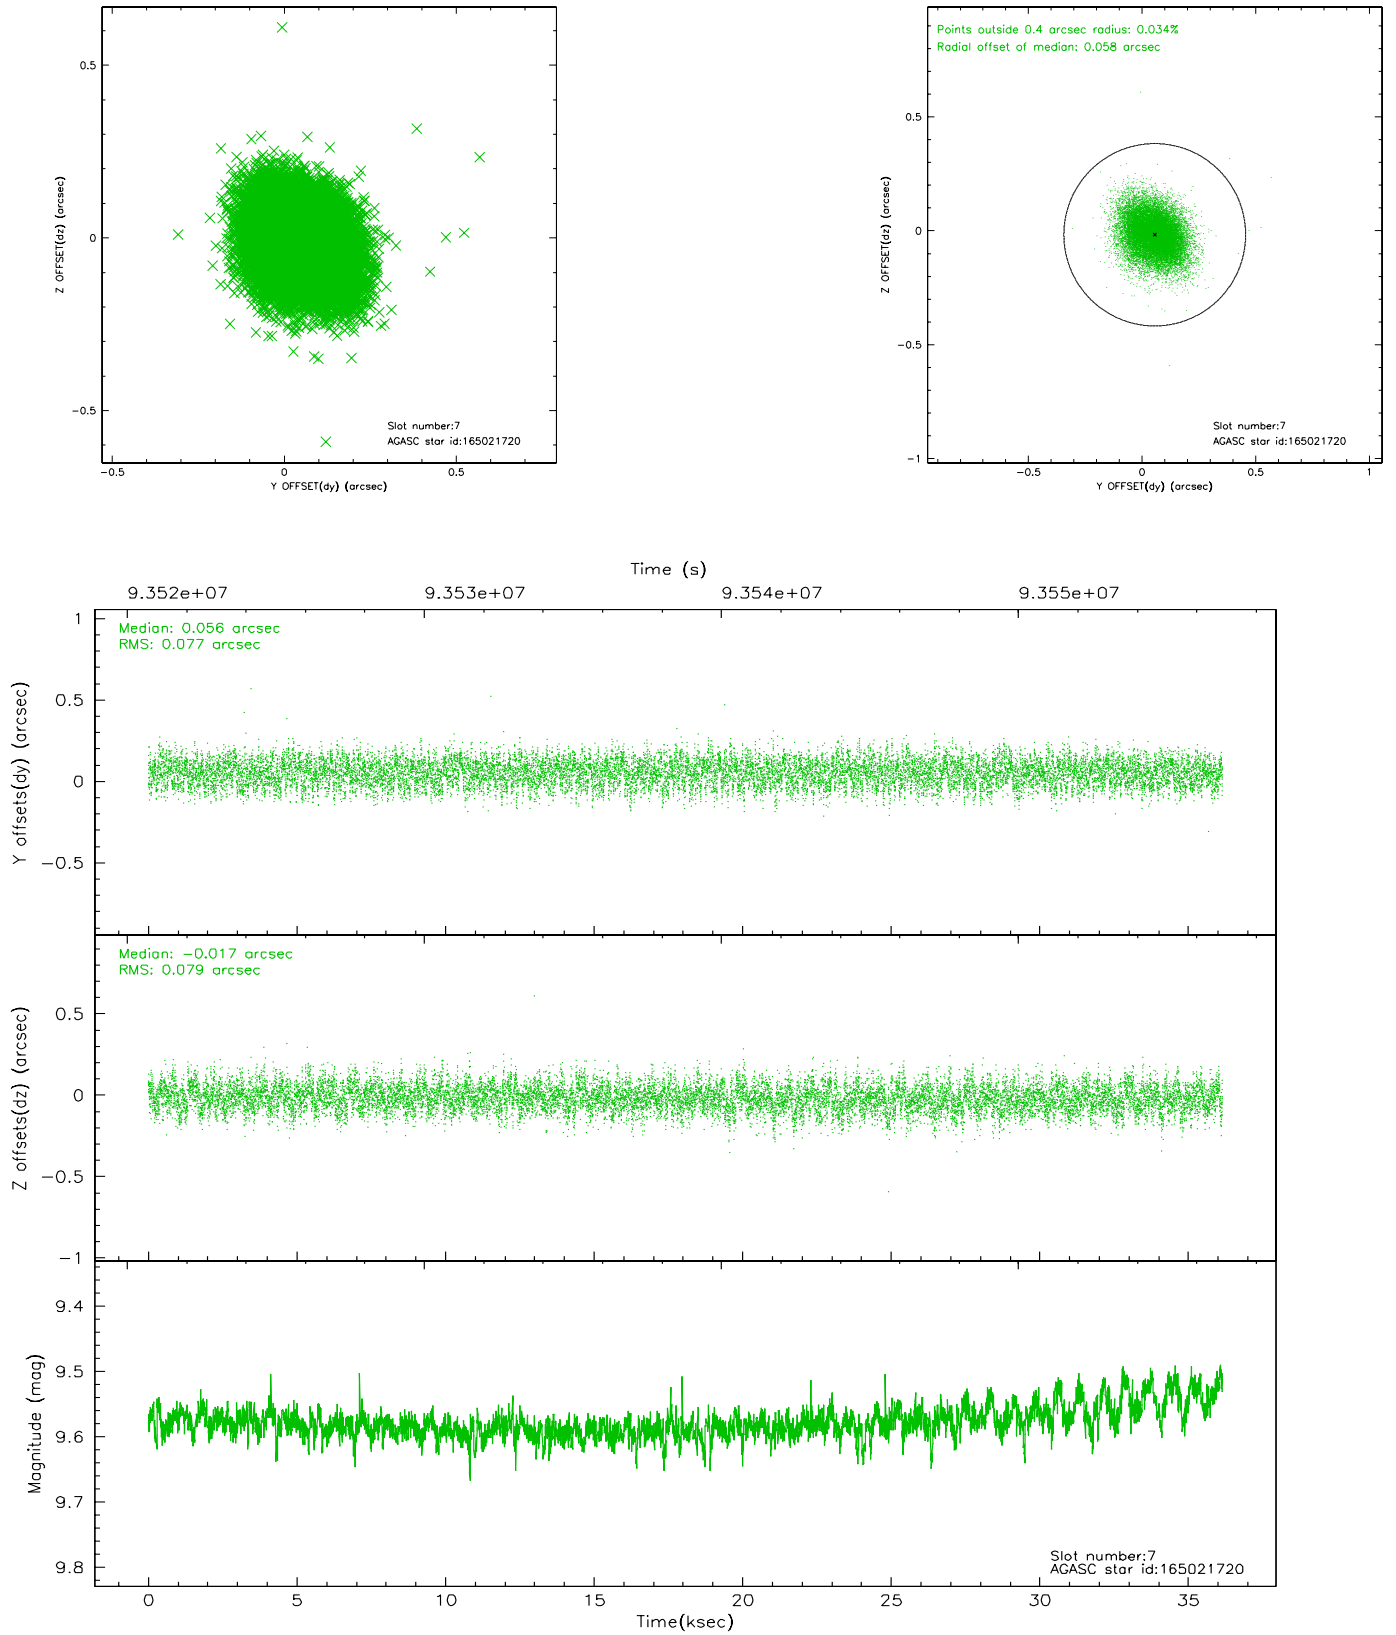 0.5
0
−0.5
Z OFFSET(dz) (arcsec)
Slot number:7
AGASC star id:165021720
−0.5
0
0.5
Y OFFSET(dy) (arcsec)
Points outside 0.4 arcsec radius: 0.034%
Radial offset of median: 0.058 arcsec
0.5
0
−0.5
−1
Z OFFSET(dz) (arcsec)
Slot number:7
AGASC star id:165021720
−0.5
0
0.5
1
Y OFFSET(dy) (arcsec)
Time (s)
9.352e+07
9.353e+07
9.354e+07
9.355e+07
Median: 0.056 arcsec
RMS: 0.077 arcsec
1
0.5
0
−0.5
Y offsets(dy) (arcsec)
Median: −0.017 arcsec
RMS: 0.079 arcsec
0.5
0
−0.5
−1
Z offsets(dz) (arcsec)
9.4
9.5
9.6
9.7
9.8
Magnitude (mag)
Slot number:7
AGASC star id:165021720
0
5
10
15
20
25
30
35
Time(ksec)